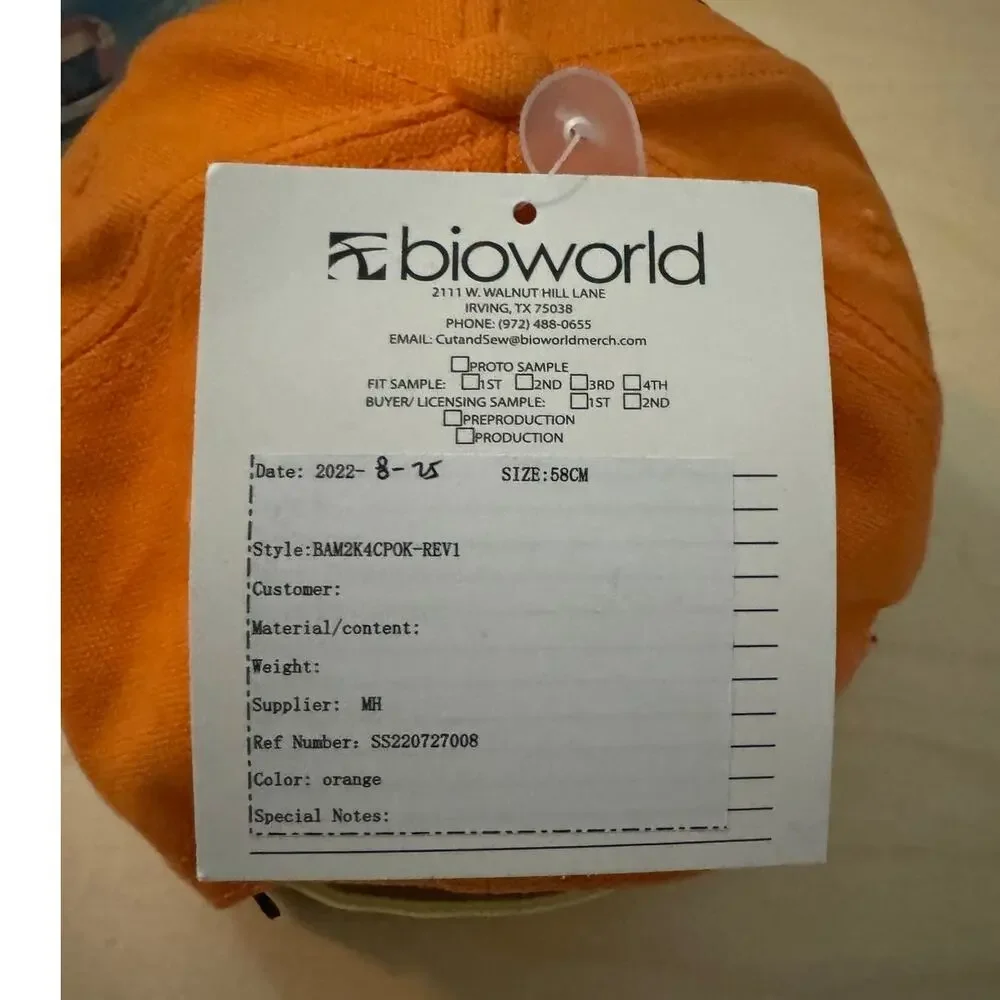 bioworld
2111 W. WALNUT HILL LANE
IRVING, TX 75038
PHONE: (972) 488-0655
EMAIL: CutandSew@bioworldmerch.com
PROTO SAMPLE
FIT SAMPLE: 1ST 2ND 3RD 4TH
BUYER/ LICENSING SAMPLE: 1ST 2ND
PREPRODUCTION
PRODUCTION
Date: 2022-8-25 SIZE:58CM
Style:BAM2K4CPOK-REV1
Customer:
Material/content:
Weight:
Supplier: MH
Ref Number: SS220727008
Color: orange
Special Notes: